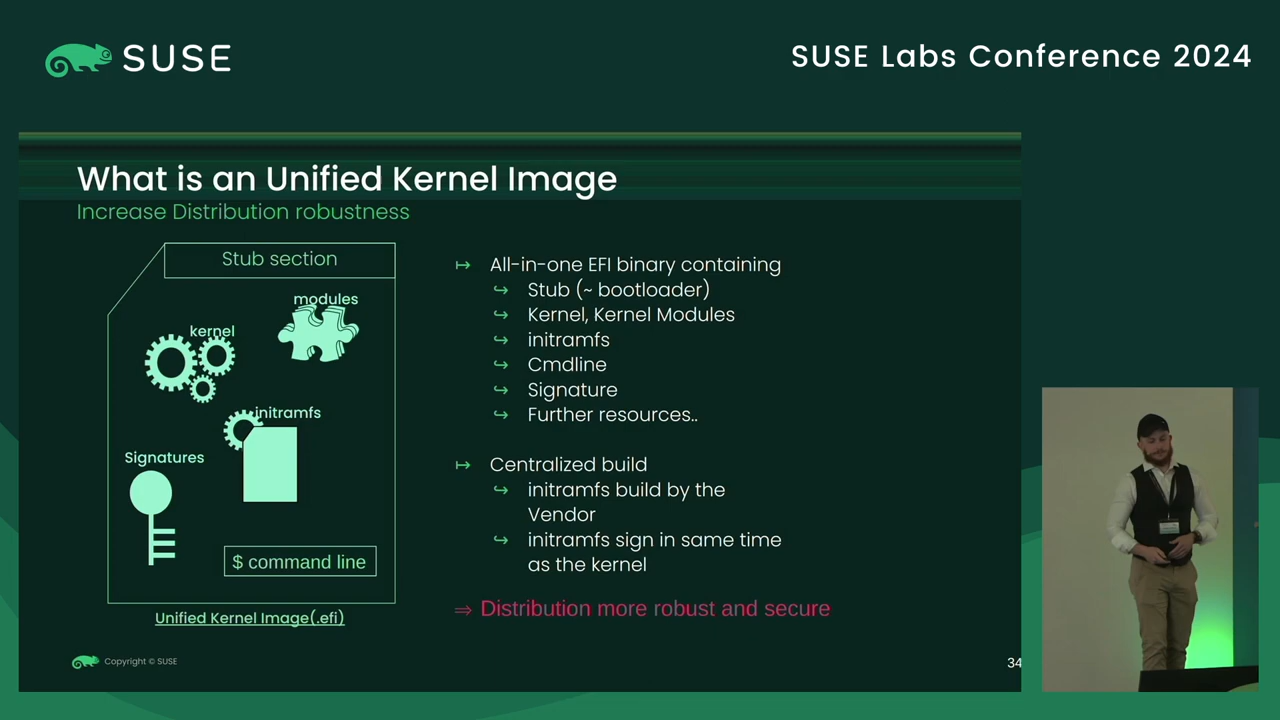 SUSE
SUSE Labs Conference 2024
What is an Unified Kernel Image
Increase Distribution robustness
Stub section
modules
kernel
initramfs
Signatures
$ command line
Unified Kernel Image(.efi)
↦ All-in-one EFI binary containing
↪ Stub (~ bootloader)
↪ Kernel, Kernel Modules
↪ initramfs
↪ Cmdline
↪ Signature
↪ Further resources..
↦ Centralized build
↪ initramfs build by the
Vendor
↪ initramfs sign in same time
as the kernel
⇒ Distribution more robust and secure
Copyright © SUSE
34